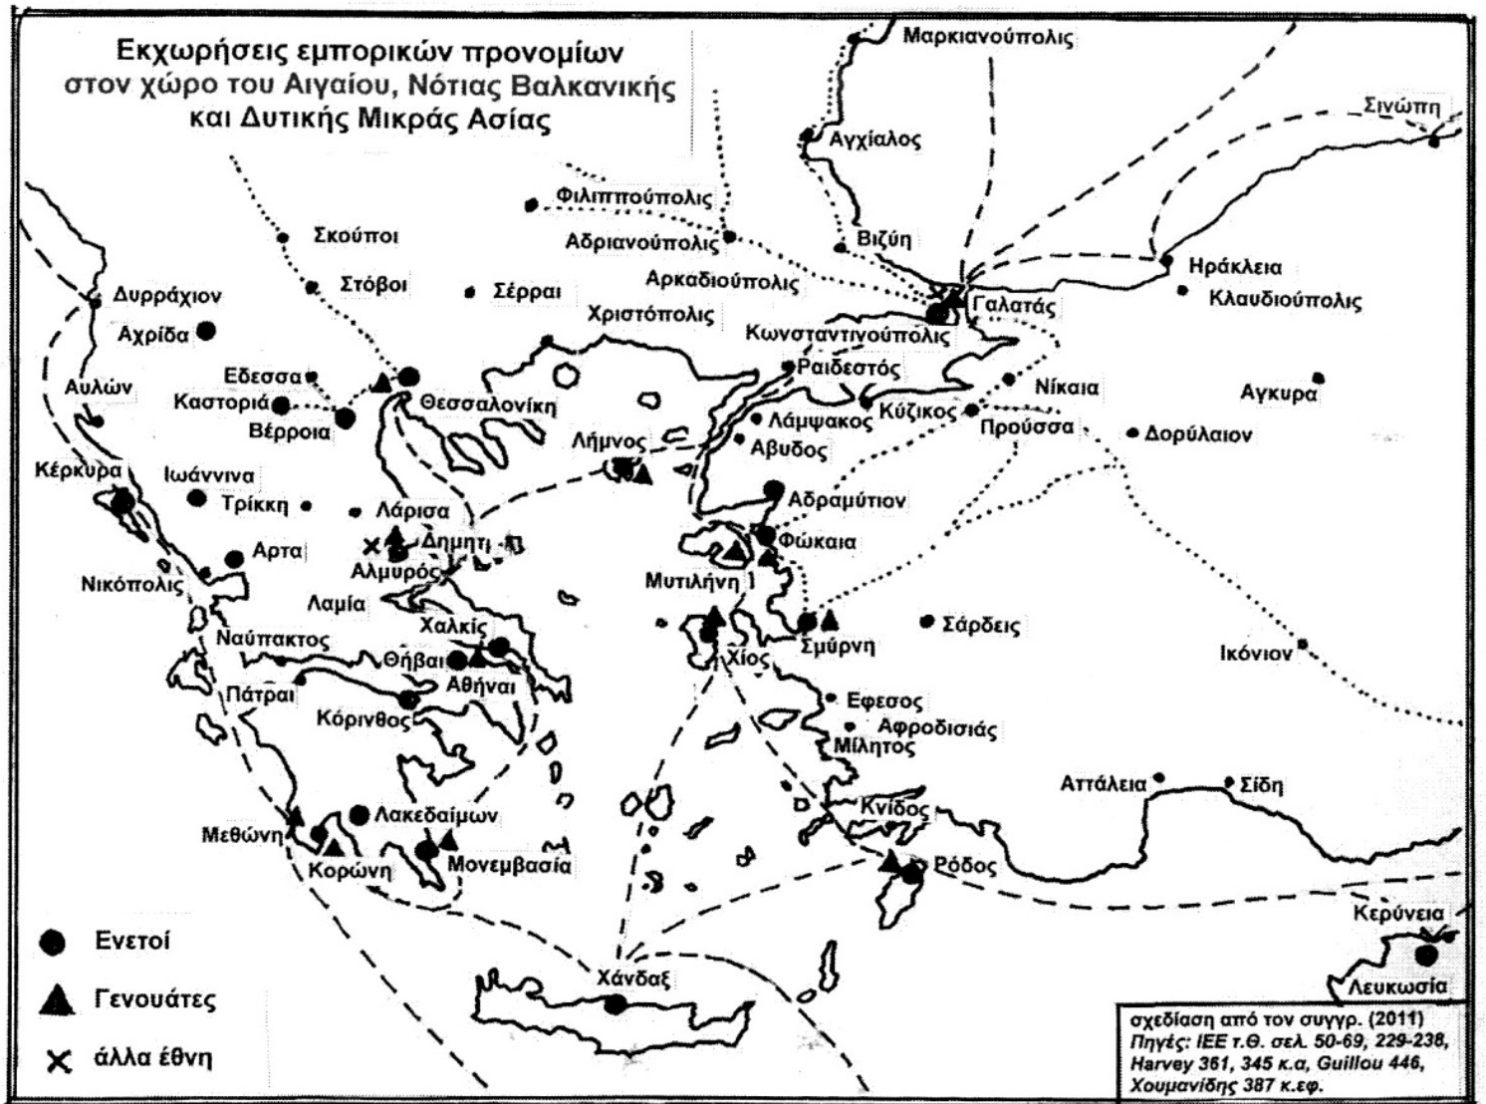 Εκχωρήσεις εμπορικών προνομίων
στον χώρο του Αιγαίου, Νότιας Βαλκανικής
και Δυτικής Μικράς Ασίας
Μαρκιανούπολις
Σινώπη
Αγχίαλος
Φιλιππούπολις
Σκούποι
Αδριανούπολις
Βιζύη
Ηράκλεια
Στόβοι
Σέρραι
Αρκαδιούπολις
Κλαυδιούπολις
Δυρράχιον
Γαλατάς
Αχρίδα
Χριστόπολις
Κωνσταντινούπολις
Εδεσσα
Ραιδεστός
Αυλών
Νίκαια
Αγκυρα
Καστοριά
Θεσσαλονίκη
Κύζικος
Βέρροια
Λάμψακος
Προύσσα
Δορύλαιον
Λήμνος
Αβυδος
Κέρκυρα
Ιωάννινα
Τρίκκη
Λάρισα
Αδραμύτιον
Δημητ
Φώκαια
Αρτα
Αλμυρός
Νικόπολις
Μυτιλήνη
Λαμία
Χαλκίς
Σάρδεις
Ναύπακτος
Σμύρνη
Ικόνιον
Θήβαι
Χίος
Πάτραι
Αθήναι
Εφεσος
Κόρινθος
Αφροδισιάς
Μίλητος
Ατταλεια
Σίδη
Κνίδος
Λακεδαίμων
Μεθώνη
Κορώνη
Μονεμβασία
Ρόδος
Κερύνεια
Ενετοί
Χάνδαξ
Λευκωσία
Γενουάτες
άλλα έθνη
σχεδίαση από τον συγγρ. (2011)
Πηγές: ΙΕΕ τ.Θ. σελ. 50-69, 229-238,
Harvey 361, 345 κ.α, Guillou 446,
Χουμανίδης 387 κ.εφ.